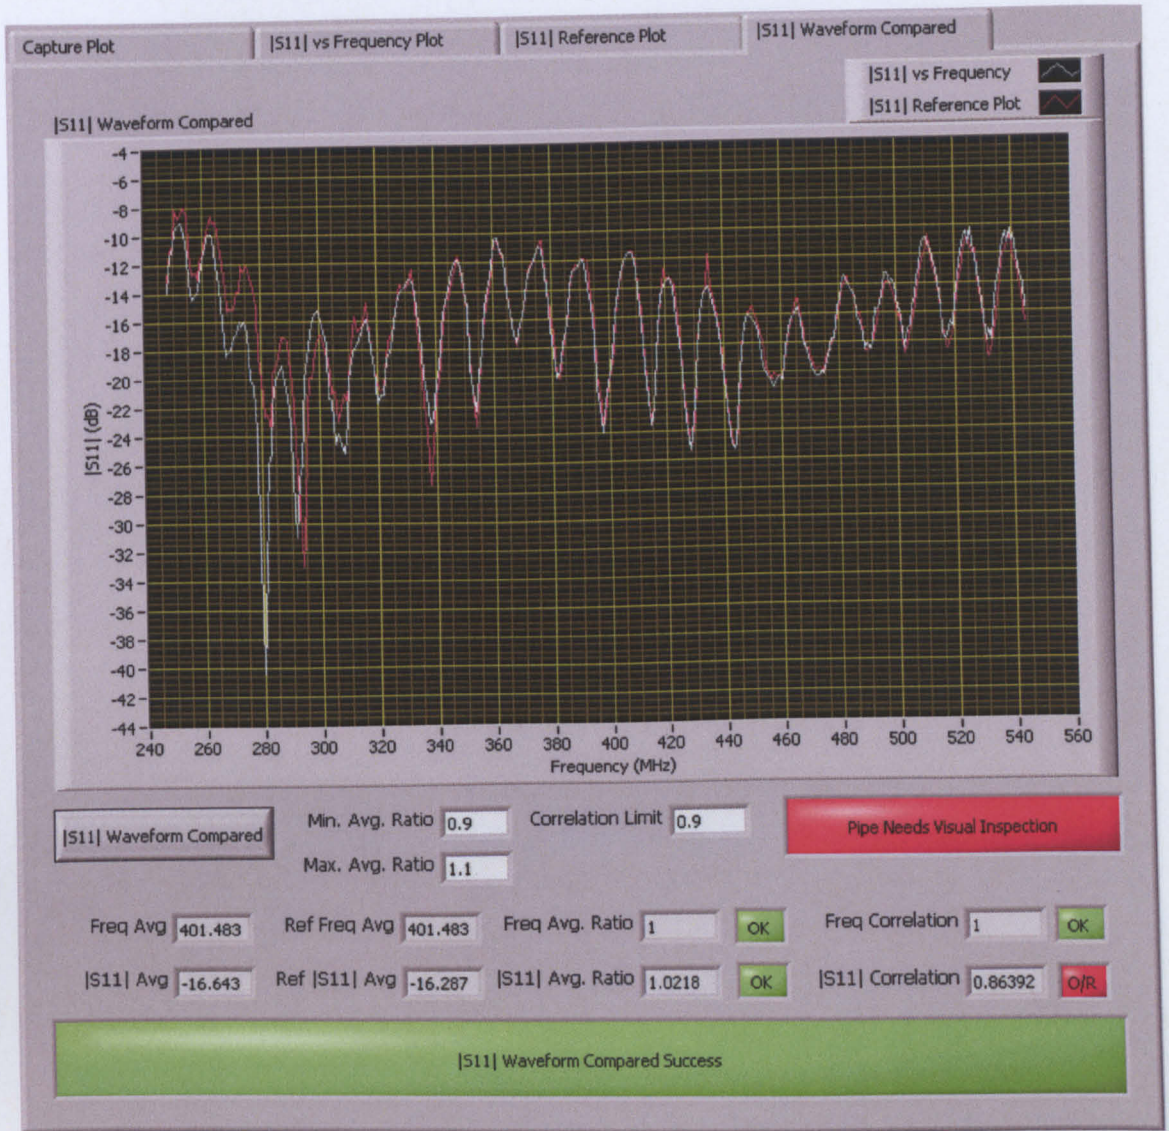 Capture Plot
|S11| vs Frequency Plot
|S11| Reference Plot
|S11| Waveform Compared
|S11| vs Frequency
|S11| Reference Plot
|S11| Waveform Compared
-4
-6
-8
-10
-12
-14
-16
-18
-20
-22
-24
-26
-28
-30
-32
-34
-36
-38
-40
-42
-44
|S11| (dB)
240 260 280 300 320 340 360 380 400 420 440 460 480 500 520 540 560
Frequency (MHz)
|S11| Waveform Compared
Min. Avg. Ratio 0.9
Correlation Limit 0.9
Pipe Needs Visual Inspection
Max. Avg. Ratio 1.1
Freq Avg 401.483 Ref Freq Avg 401.483 Freq Avg. Ratio 1 OK Freq Correlation 1 OK
|S11| Avg -16.643 Ref |S11| Avg -16.287 |S11| Avg. Ratio 1.0218 OK |S11| Correlation 0.86392 O/R
|S11| Waveform Compared Success